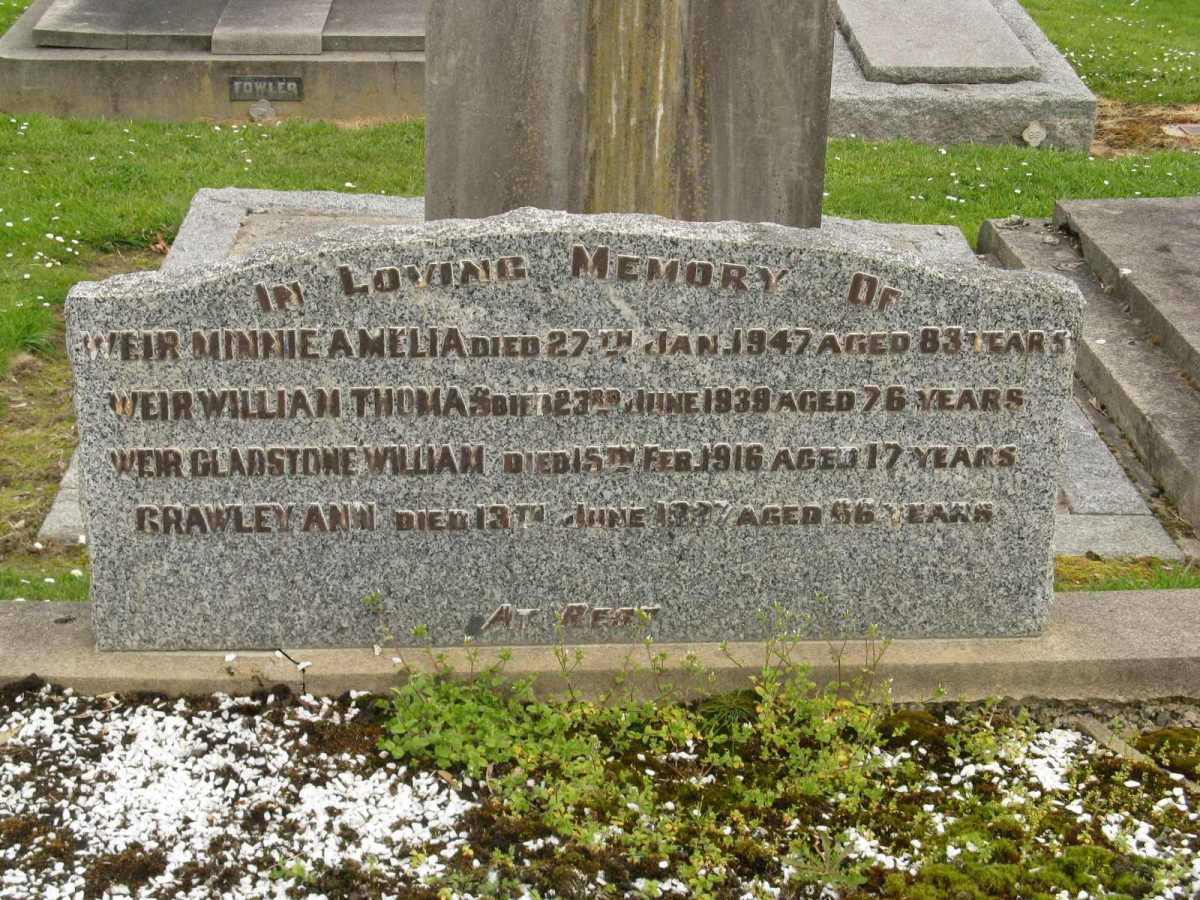 FOWLER
IN LOVING MEMORY OF
WEIR MINNIE AMELIA DIED 27TH JAN. 1947 AGED 83 YEARS
WEIR WILLIAM THOMAS DIED 23RD JUNE 1939 AGED 76 YEARS
WEIR GLADSTONE WILLIAM DIED 15TH FEB. 1916 AGED 17 YEARS
CRAWLEY ANN DIED 13TH JUNE AGED YEARS
AT REST